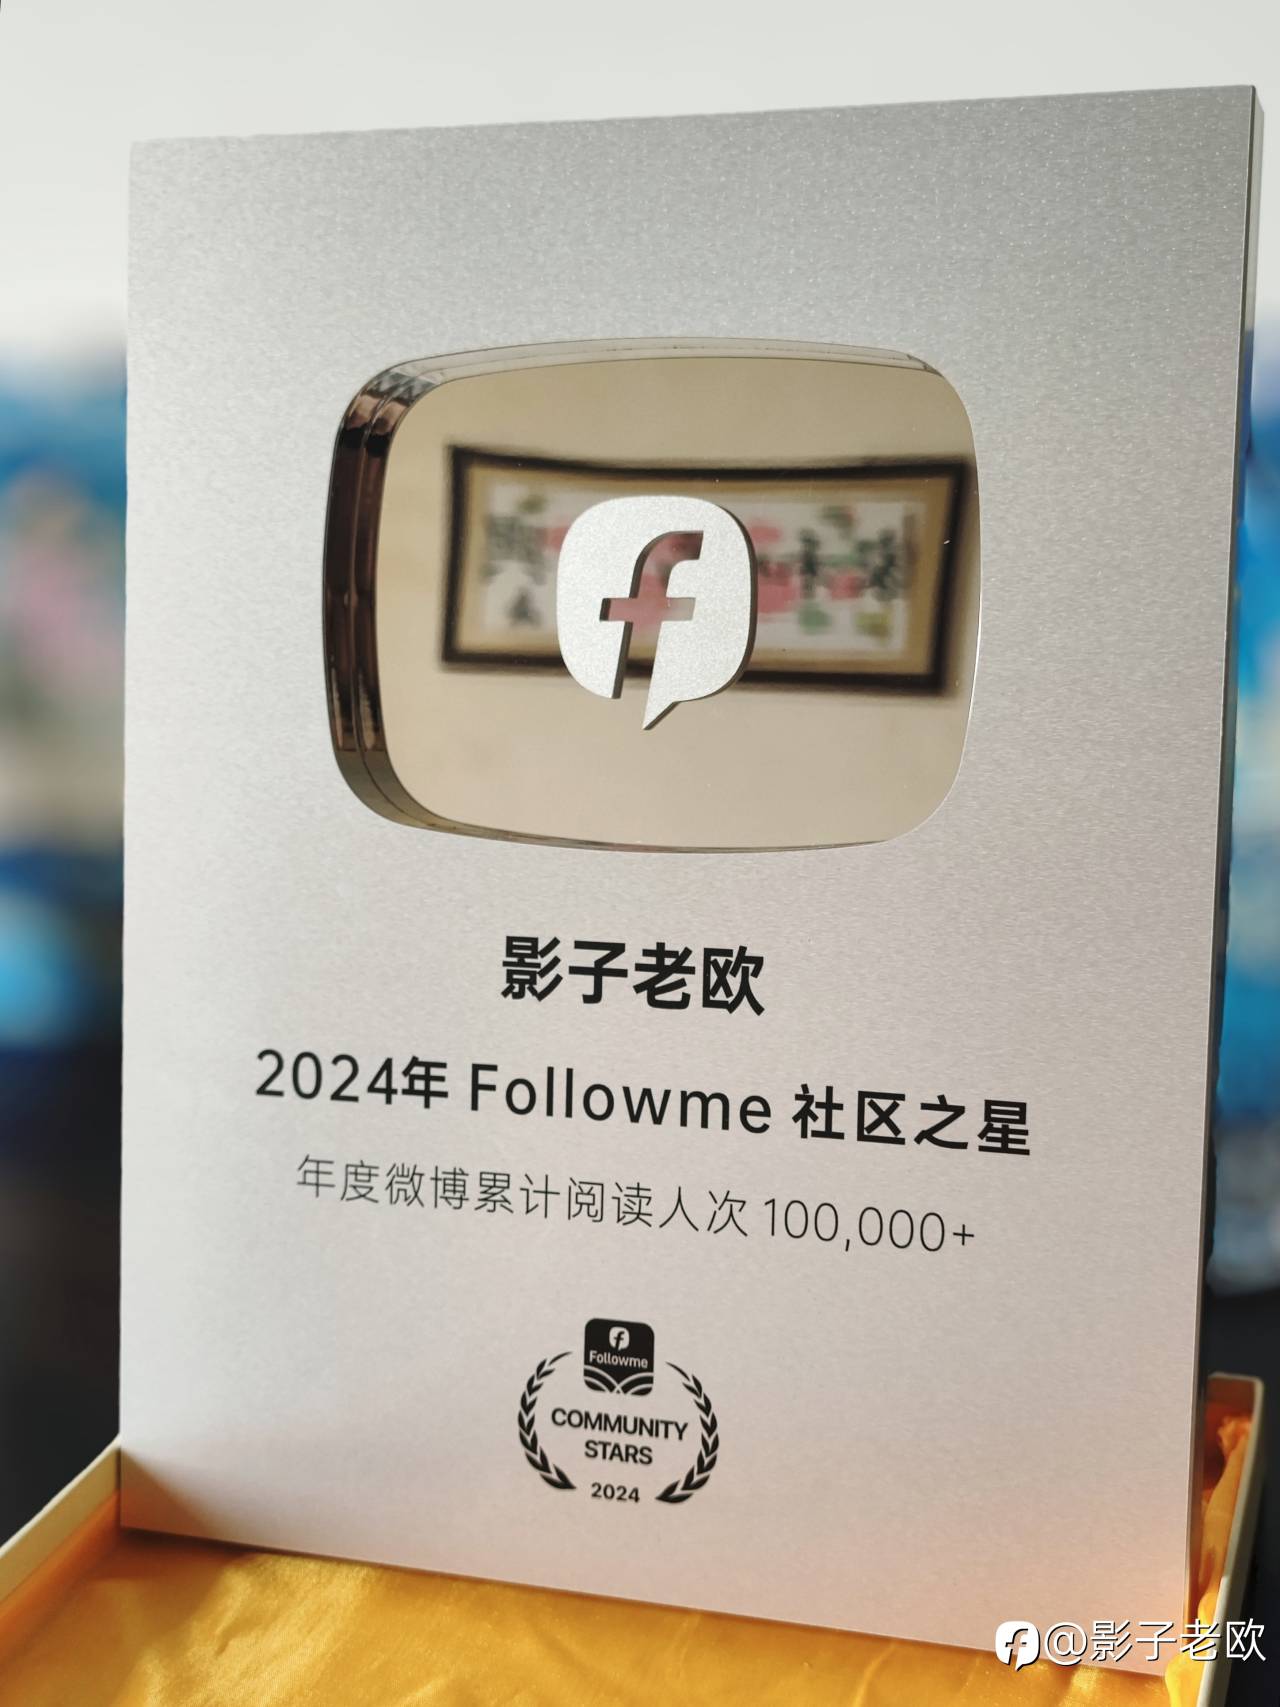 影子老欧
2024年 Followme 社区之星
年度微博累计阅读人次 100,000+
Followme
COMMUNITY
STARS
2024
@影子老欧